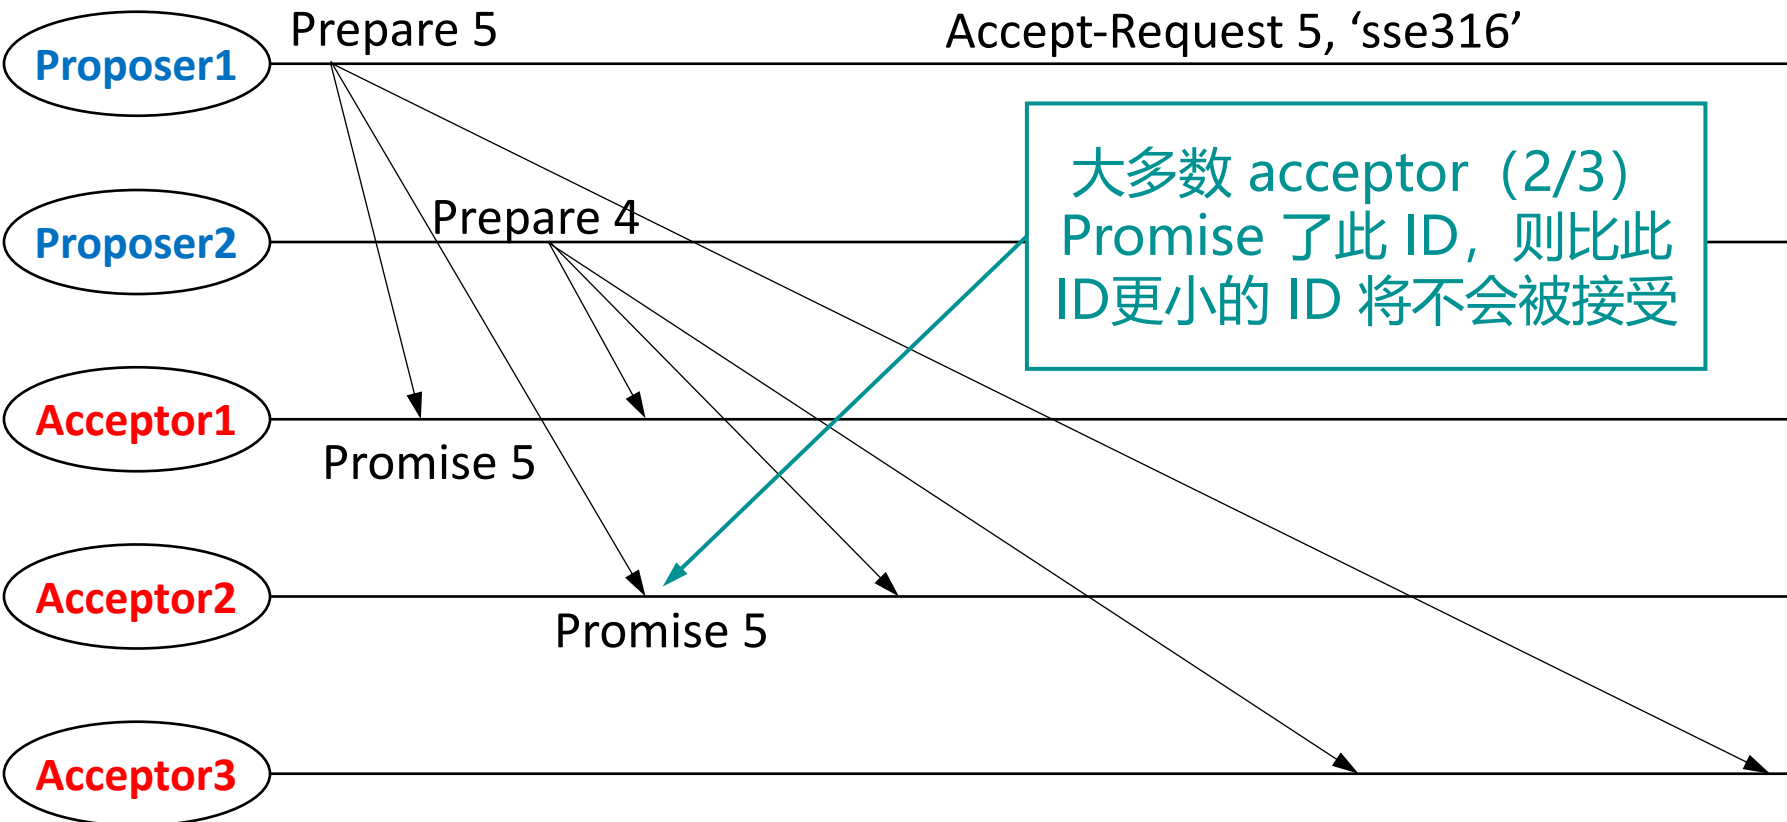 Prepare 5
Accept-Request 5, ‘sse316’
Proposer1
大多数 acceptor（2/3）
Promise 了此 ID，则比此
ID更小的 ID 将不会被接受
Prepare 4
Proposer2
Acceptor1
Promise 5
Acceptor2
Promise 5
Acceptor3